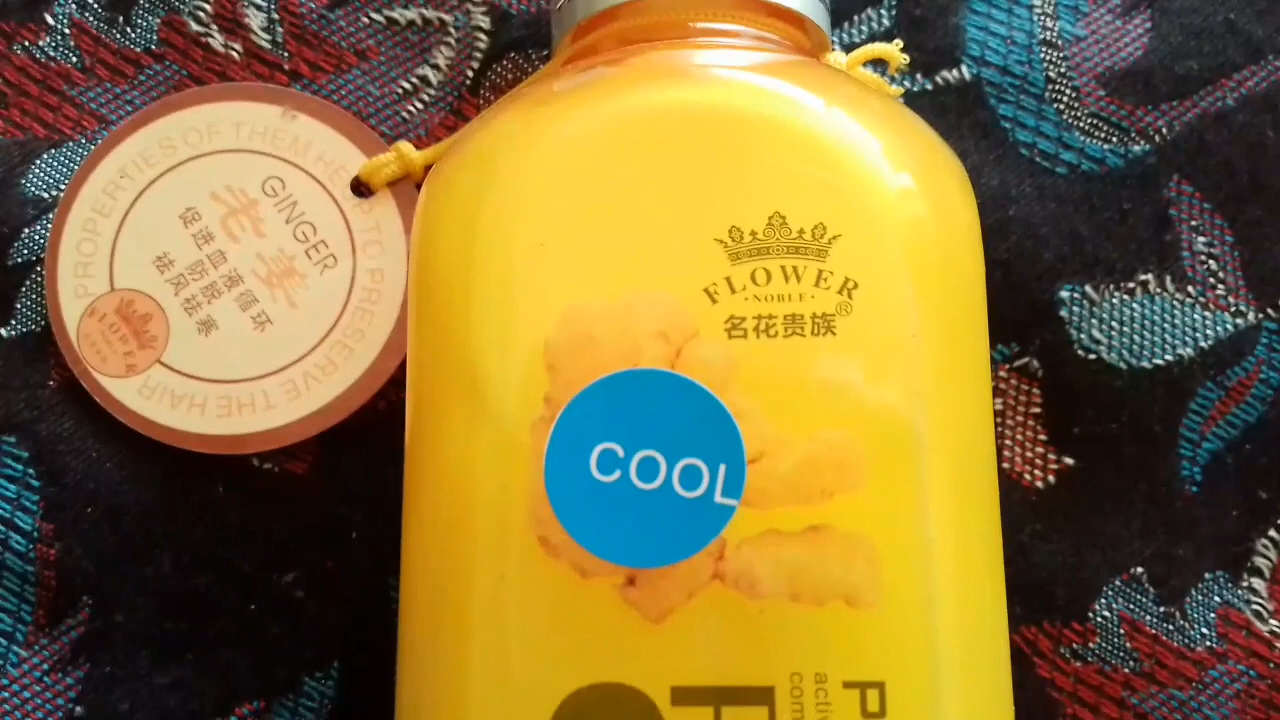 PROPERTIES OF THEM HELP TO PRESERVE THE HAIR
GINGER
老姜
促进血液循环
防脱
祛风祛寒
FLOWER
FLOWER
·NOBLE·
®
名花贵族
COOL